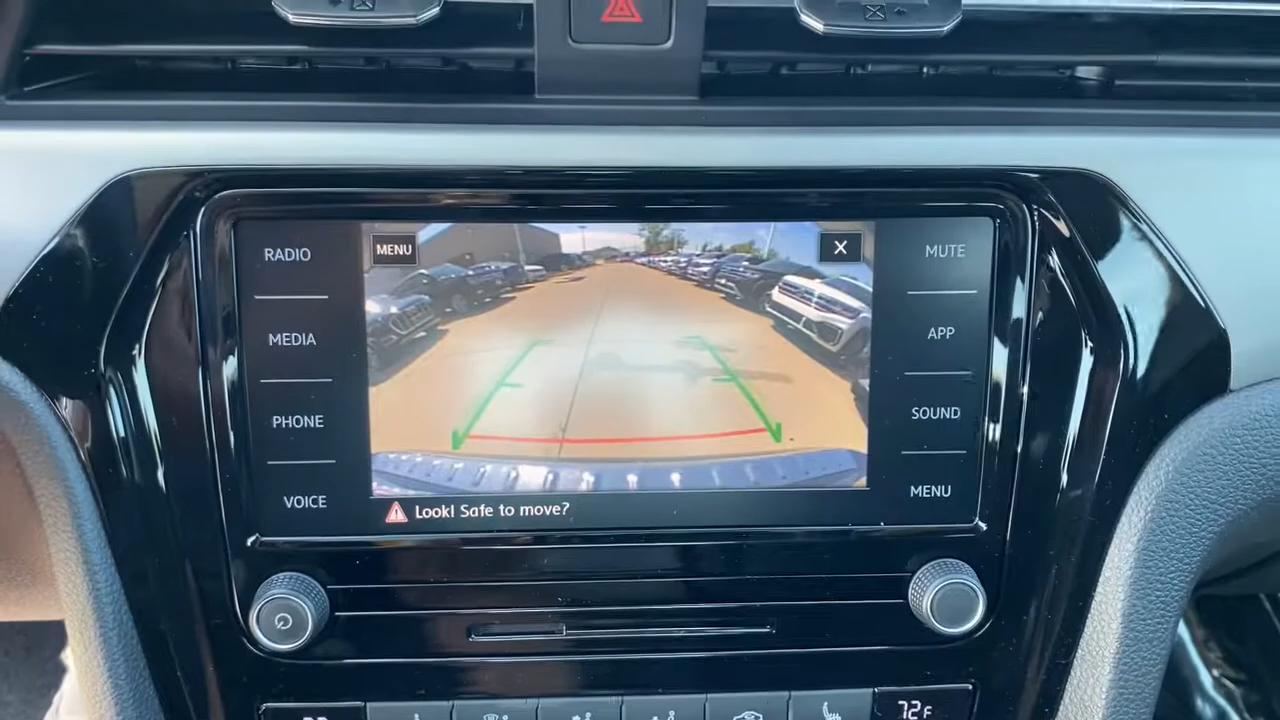 RADIO
MEDIA
PHONE
VOICE
MENU
X
Look! Safe to move?
MUTE
APP
SOUND
MENU
72F